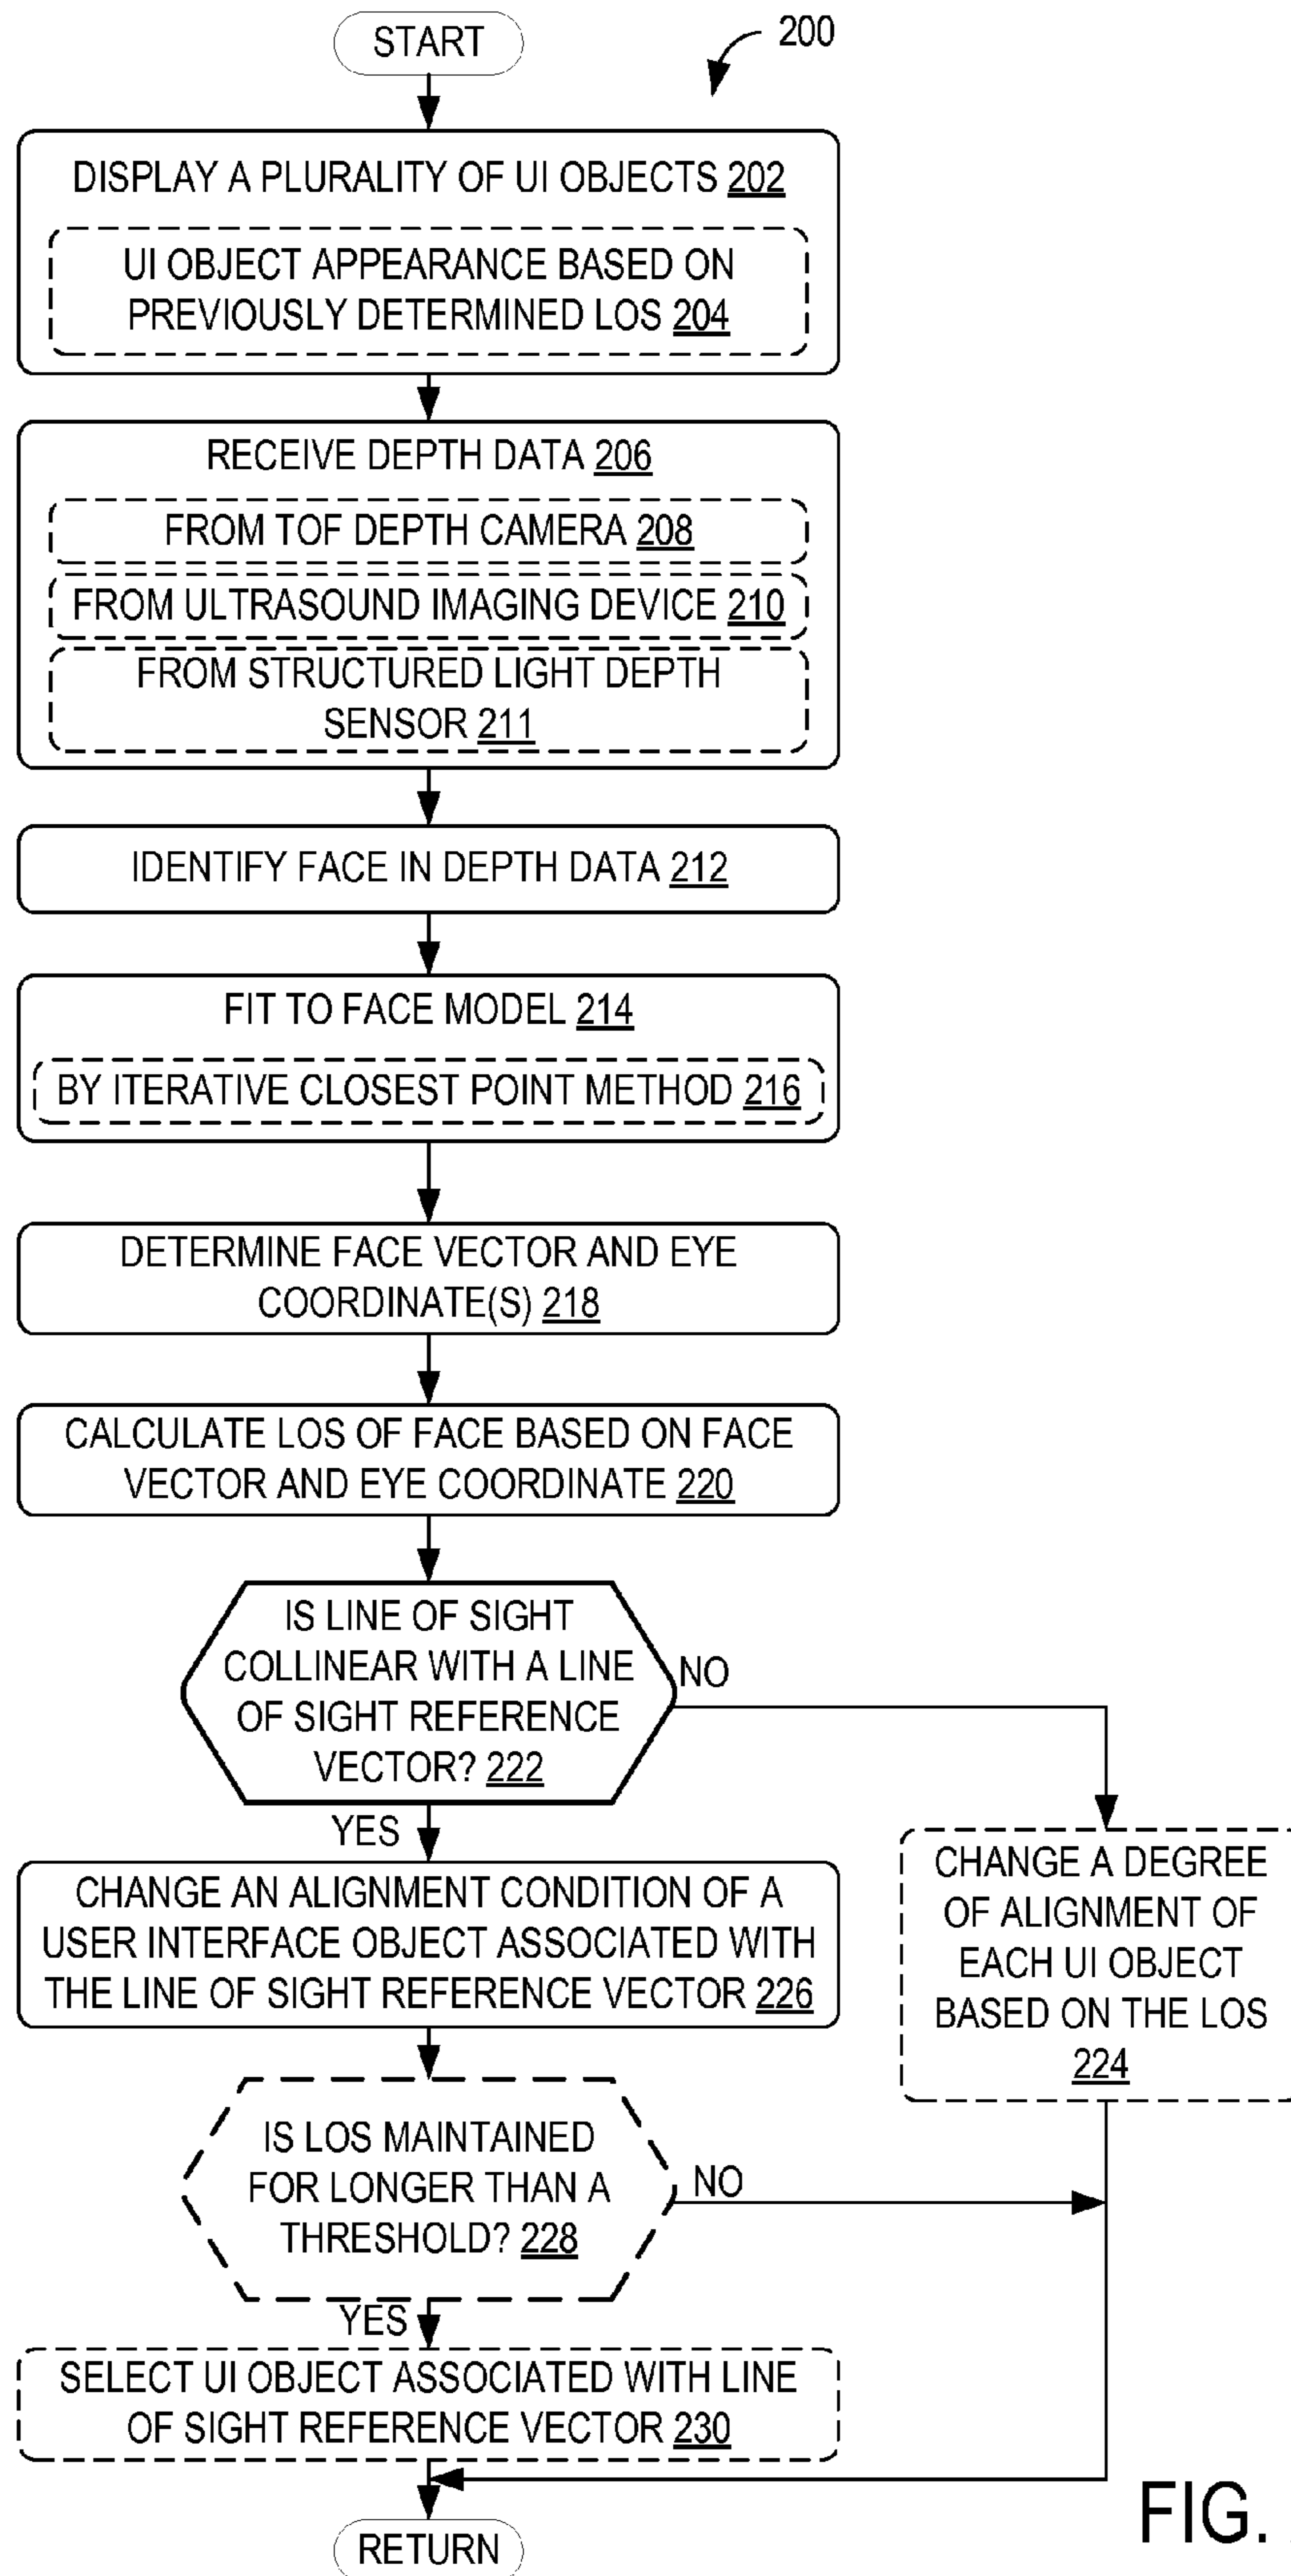 START
200
DISPLAY A PLURALITY OF UI OBJECTS 202
UI OBJECT APPEARANCE BASED ON
PREVIOUSLY DETERMINED LOS 204
RECEIVE DEPTH DATA 206
FROM TOF DEPTH CAMERA 208
FROM ULTRASOUND IMAGING DEVICE 210
FROM STRUCTURED LIGHT DEPTH
SENSOR 211
IDENTIFY FACE IN DEPTH DATA 212
FIT TO FACE MODEL 214
BY ITERATIVE CLOSEST POINT METHOD 216
DETERMINE FACE VECTOR AND EYE
COORDINATE(S) 218
CALCULATE LOS OF FACE BASED ON FACE
VECTOR AND EYE COORDINATE 220
IS LINE OF SIGHT
COLLINEAR WITH A LINE
OF SIGHT REFERENCE
VECTOR? 222
NO
YES
CHANGE A DEGREE
OF ALIGNMENT OF
EACH UI OBJECT
BASED ON THE LOS
224
CHANGE AN ALIGNMENT CONDITION OF A
USER INTERFACE OBJECT ASSOCIATED WITH
THE LINE OF SIGHT REFERENCE VECTOR 226
IS LOS MAINTAINED
FOR LONGER THAN A
THRESHOLD? 228
NO
YES
SELECT UI OBJECT ASSOCIATED WITH LINE
OF SIGHT REFERENCE VECTOR 230
RETURN
FIG.